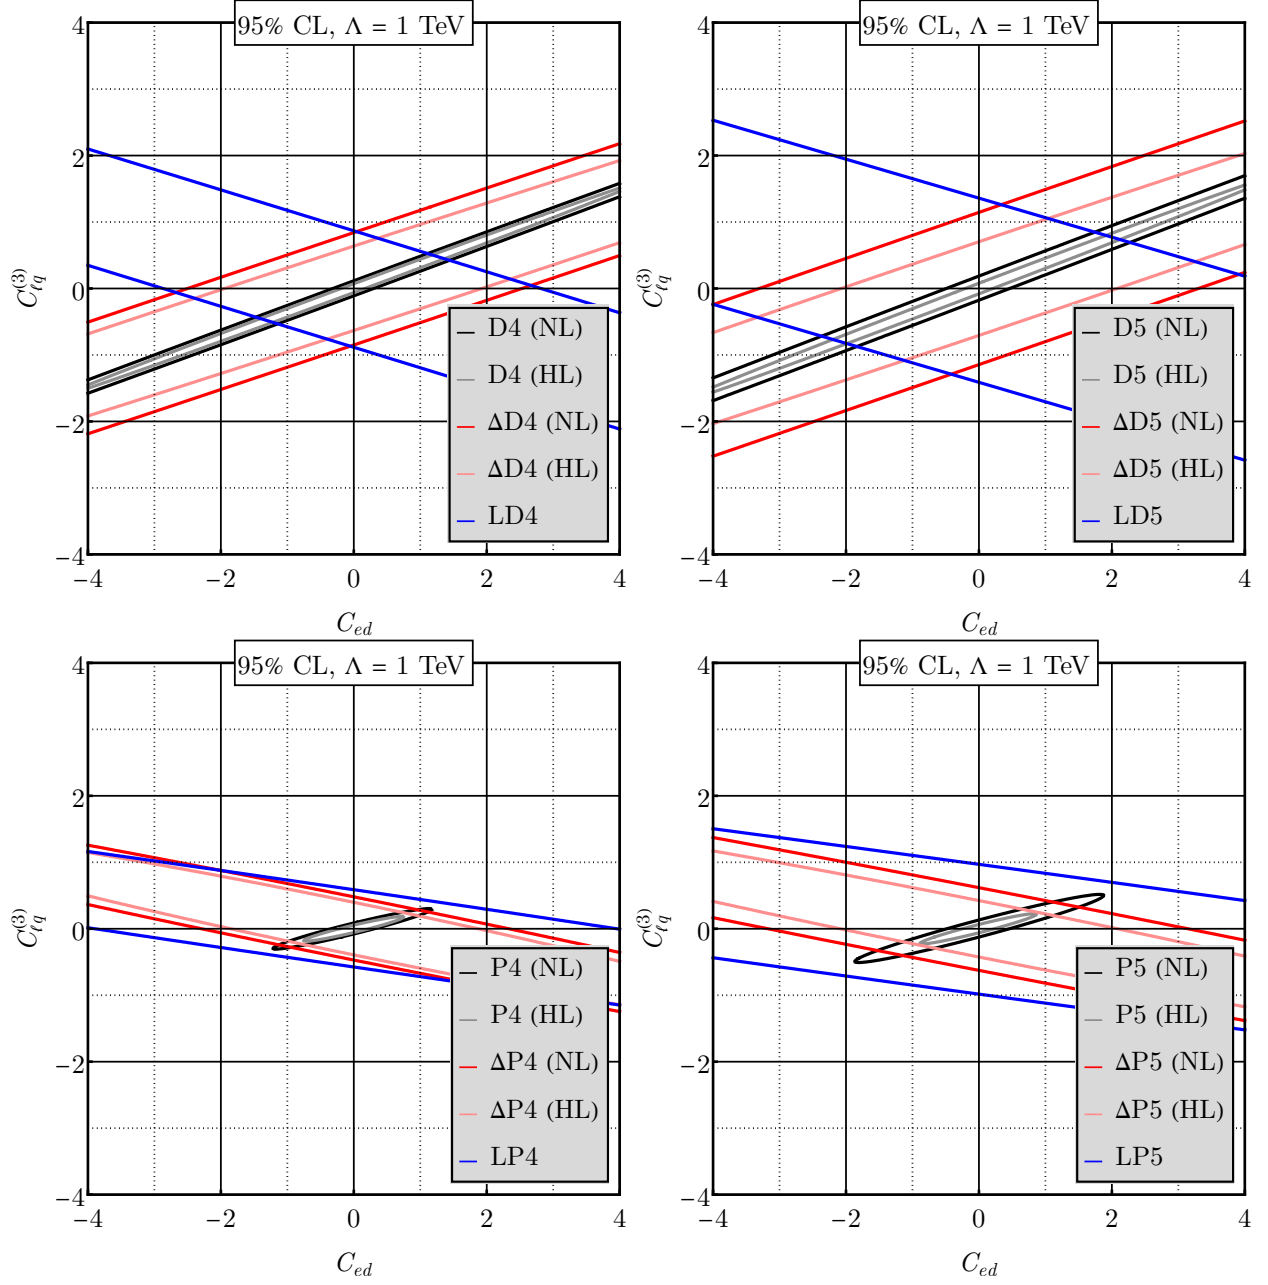 95% CL, Λ = 1 TeV
4
2
0
−2
−4
C_{ℓq}^{(3)}
D4 (NL)
D4 (HL)
ΔD4 (NL)
ΔD4 (HL)
LD4
−4 −2 0 2 4
C_{ed}
95% CL, Λ = 1 TeV
4
2
0
−2
−4
C_{ℓq}^{(3)}
D5 (NL)
D5 (HL)
ΔD5 (NL)
ΔD5 (HL)
LD5
−4 −2 0 2 4
C_{ed}
95% CL, Λ = 1 TeV
4
2
0
−2
−4
C_{ℓq}^{(3)}
P4 (NL)
P4 (HL)
ΔP4 (NL)
ΔP4 (HL)
LP4
−4 −2 0 2 4
C_{ed}
95% CL, Λ = 1 TeV
4
2
0
−2
−4
C_{ℓq}^{(3)}
P5 (NL)
P5 (HL)
ΔP5 (NL)
ΔP5 (HL)
LP5
−4 −2 0 2 4
C_{ed}